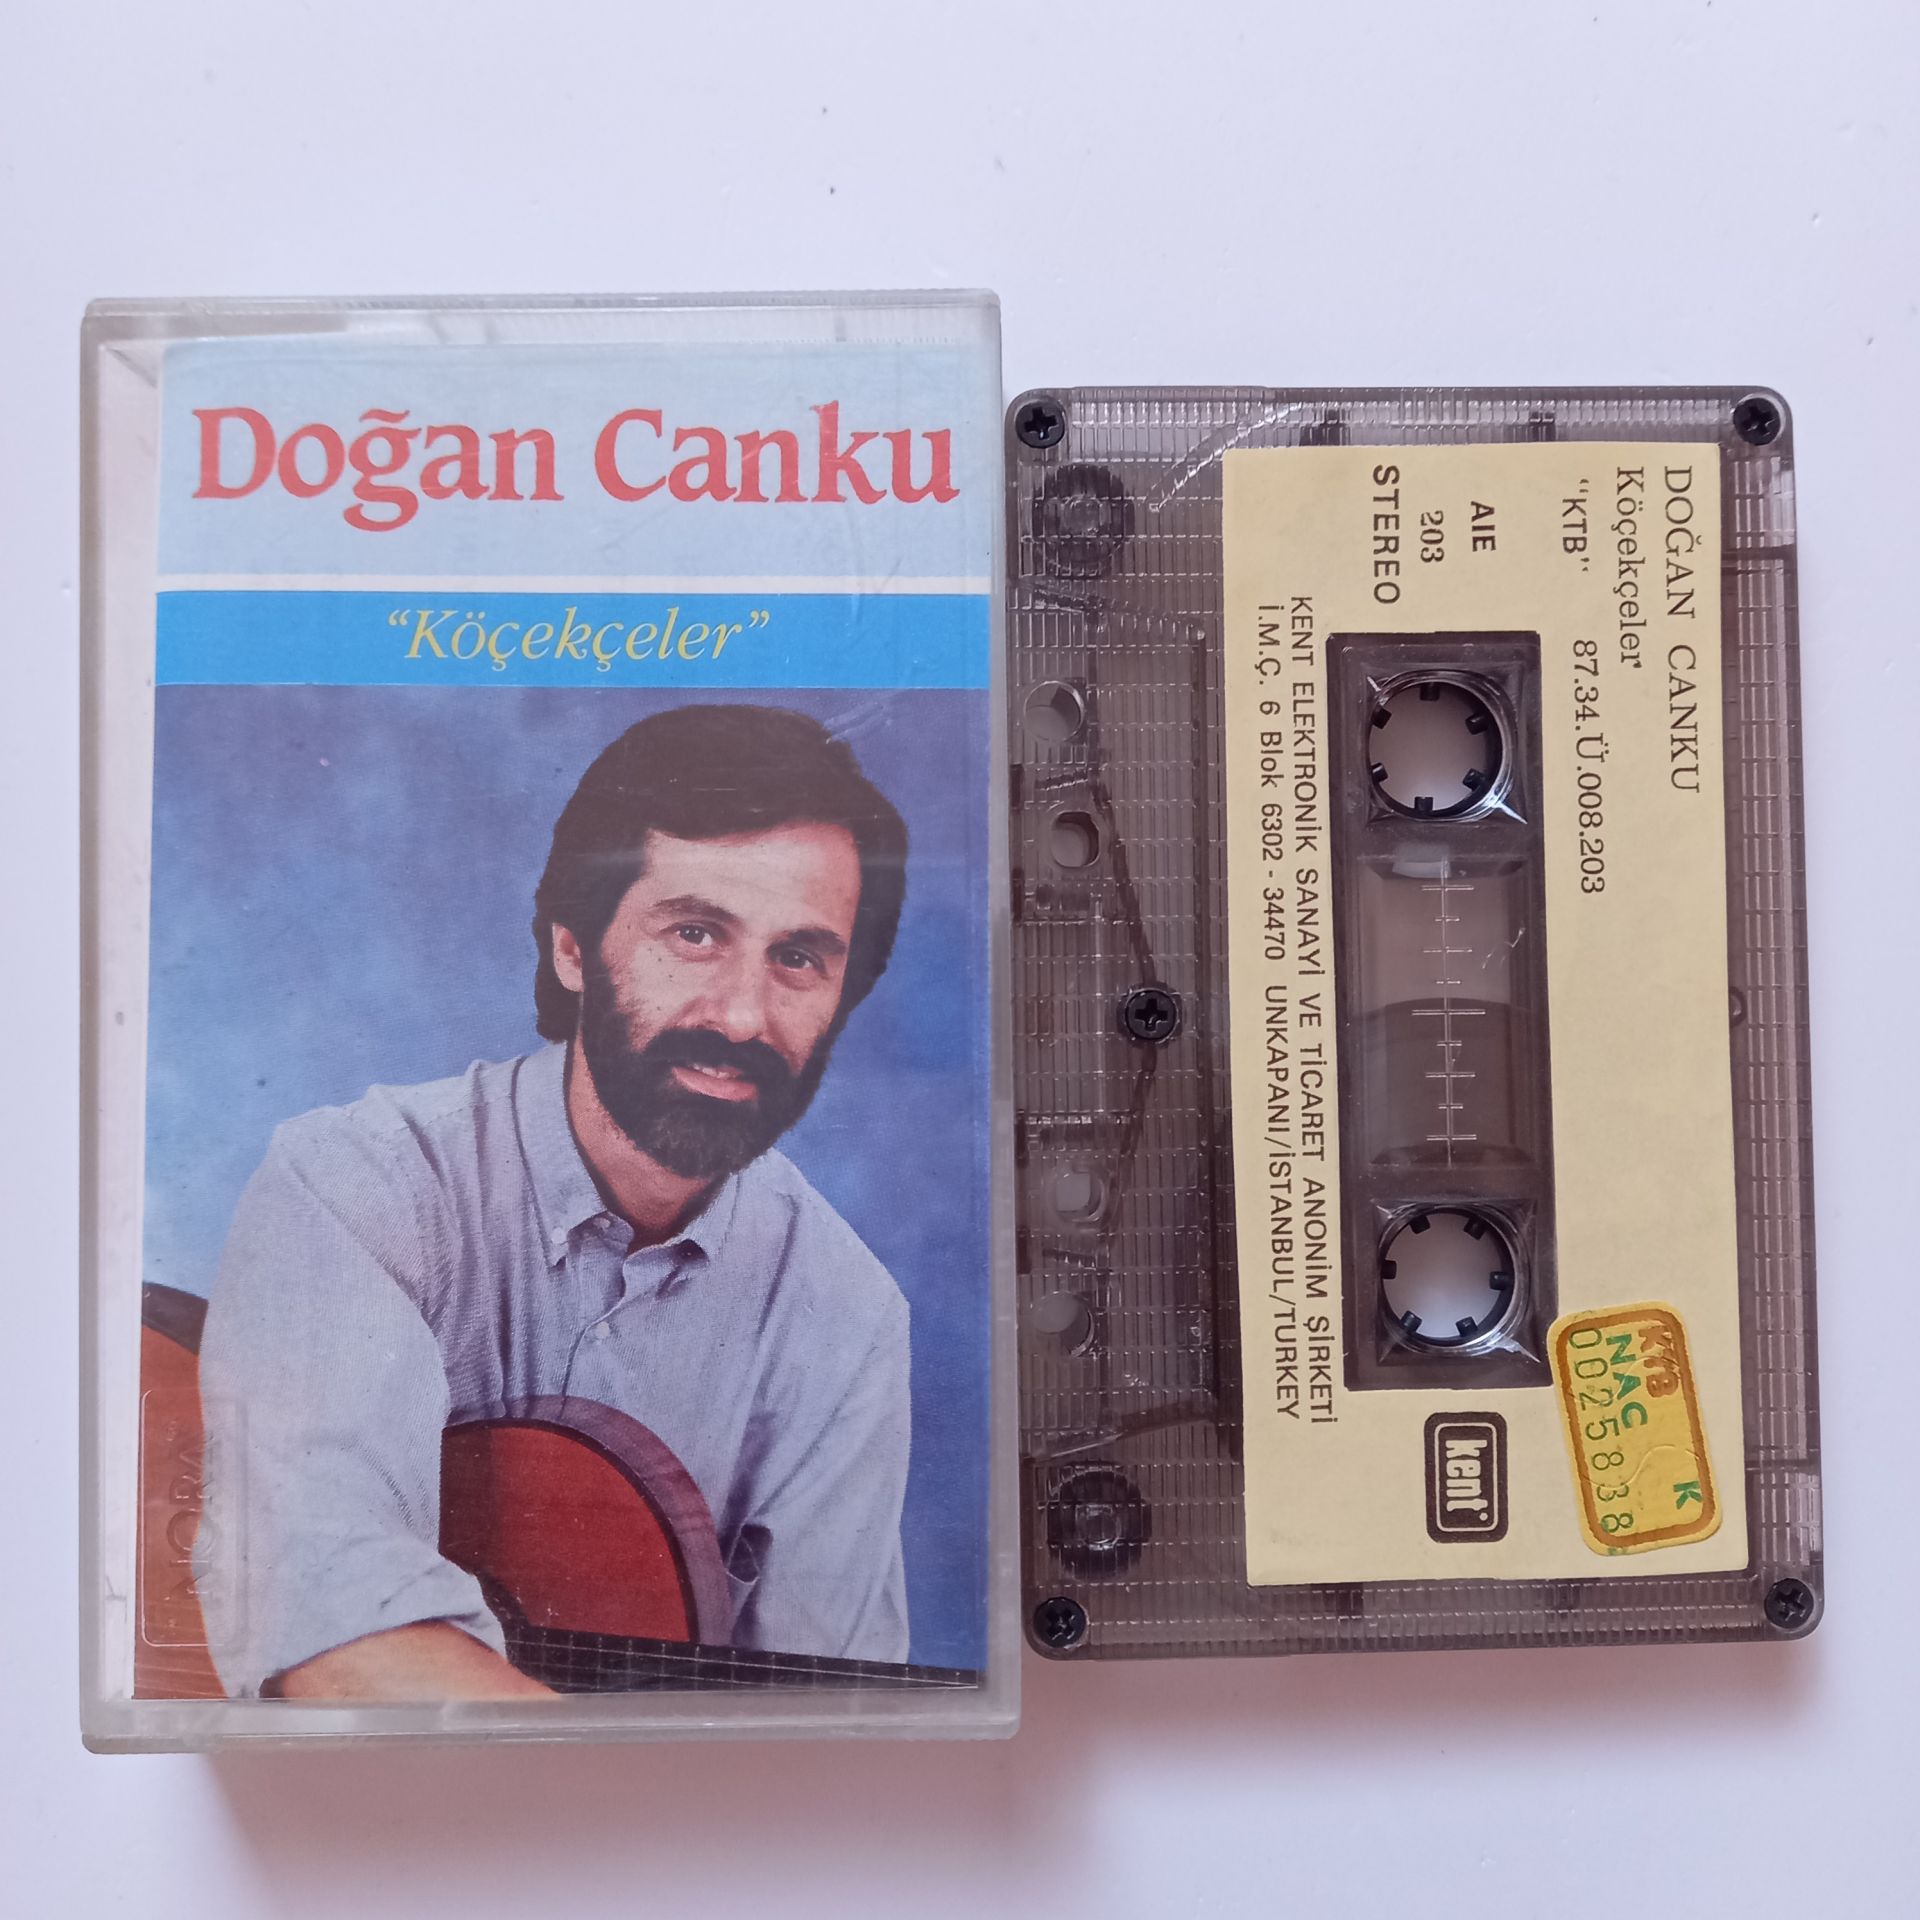 Doğan Canku
“Köçekçeler”
NORM
DOĞAN CANKU
Köçekçeler
"KTB" 87.34.Ü.008.203
AIE
203
STEREO
KENT ELEKTRONİK SANAYİ VE TİCARET ANONİM ŞİRKETİ
İ.M.Ç. 6 Blok 6302 - 34470 UNKAPANI/İSTANBUL/TURKEY
kent
K
NAC
0025838